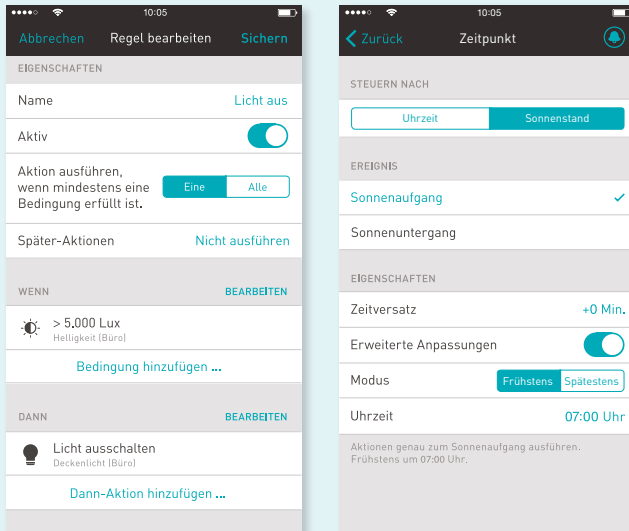 10:05
Abbrechen Regel bearbeiten Sichern
EIGENSCHAFTEN
Name Licht aus
Aktiv
Aktion ausführen,
wenn mindestens eine
Bedingung erfüllt ist.
Eine Alle
Später-Aktionen Nicht ausführen
WENN BEARBEITEN
> 5.000 Lux
Helligkeit (Büro)
Bedingung hinzufügen ...
DANN BEARBEITEN
Licht ausschalten
Deckenlicht (Büro)
Dann-Aktion hinzufügen ...
10:05
Zurück Zeitpunkt
STEUERN NACH
Uhrzeit Sonnenstand
EREIGNIS
Sonnenaufgang
Sonnenuntergang
EIGENSCHAFTEN
Zeitversatz +0 Min.
Erweiterte Anpassungen
Modus Frühstens Spätestens
Uhrzeit 07:00 Uhr
Aktionen genau zum Sonnenaufgang ausführen.
Frühstens um 07:00 Uhr.